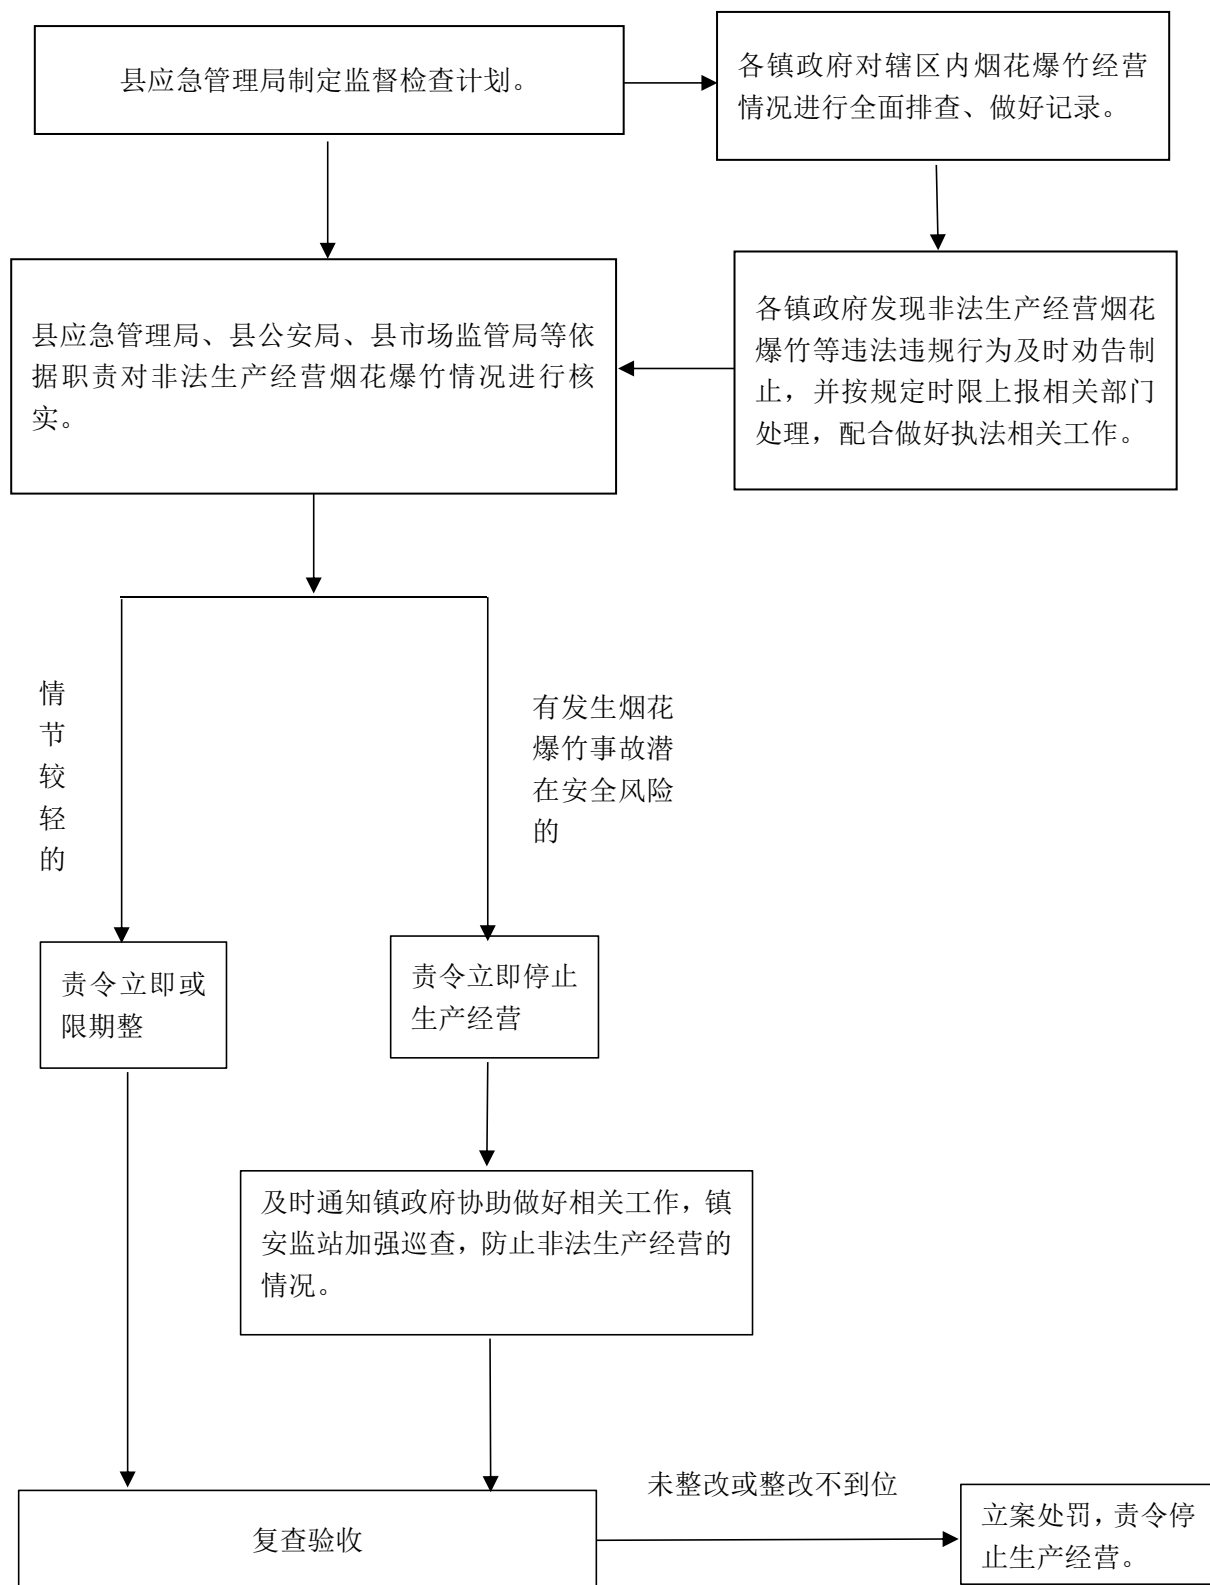 县应急管理局制定监督检查计划。
各镇政府对辖区内烟花爆竹经营
情况进行全面排查、做好记录。
县应急管理局、县公安局、县市场监管局等依
据职责对非法生产经营烟花爆竹情况进行核
实。
各镇政府发现非法生产经营烟花
爆竹等违法违规行为及时劝告制
止，并按规定时限上报相关部门
处理，配合做好执法相关工作。
情
节
较
轻
的
有发生烟花
爆竹事故潜
在安全风险
的
责令立即或
限期整
责令立即停止
生产经营
及时通知镇政府协助做好相关工作，镇
安监站加强巡查，防止非法生产经营的
情况。
复查验收
未整改或整改不到位
立案处罚，责令停
止生产经营。